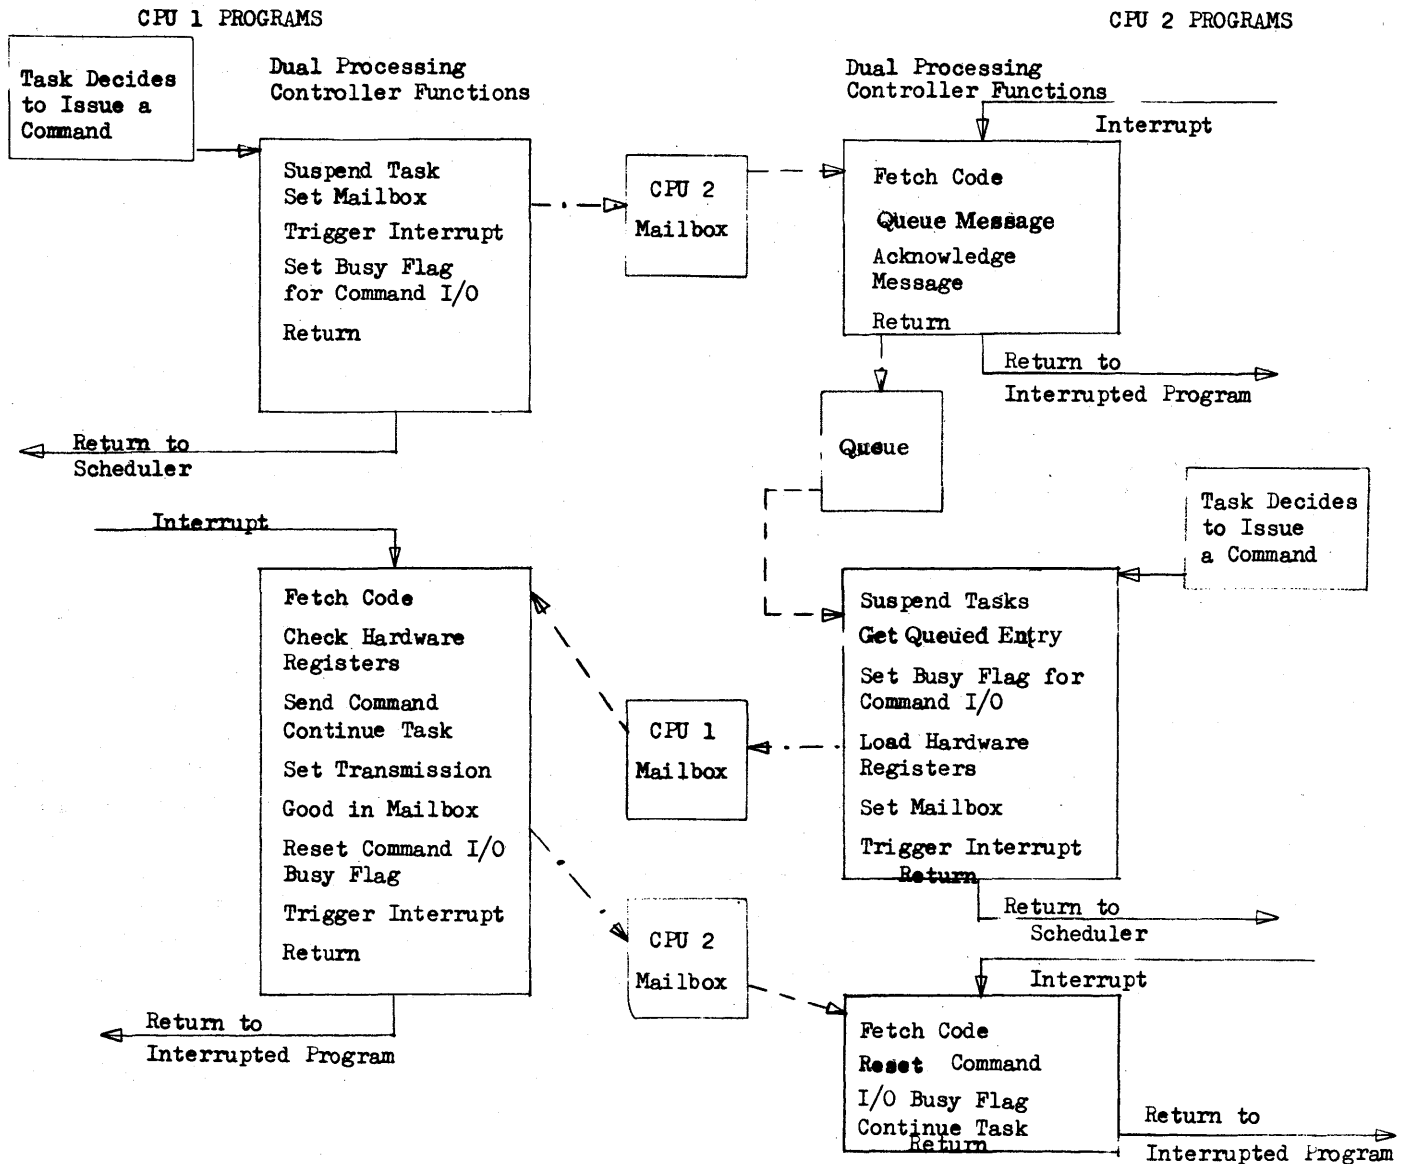 CPU 1 PROGRAMS
CPU 2 PROGRAMS
Task Decides
to Issue a
Command
Dual Processing
Controller Functions
Suspend Task
Set Mailbox
Trigger Interrupt
Set Busy Flag
for Command I/O
Return
Return to
Scheduler
CPU 2
Mailbox
Dual Processing
Controller Functions
Interrupt
Fetch Code
Queue Message
Acknowledge
Message
Return
Return to
Interrupted Program
Queue
Task Decides
to Issue
a Command
Suspend Tasks
Get Queued Entry
Set Busy Flag for
Command I/O
Load Hardware
Registers
Set Mailbox
Trigger Interrupt
Return
Return to
Scheduler
CPU 1
Mailbox
Interrupt
Fetch Code
Check Hardware
Registers
Send Command
Continue Task
Set Transmission
Good in Mailbox
Reset Command I/O
Busy Flag
Trigger Interrupt
Return
Return to
Interrupted Program
CPU 2
Mailbox
Interrupt
Fetch Code
Reset Command
I/O Busy Flag
Continue Task
Return
Return to
Interrupted Program